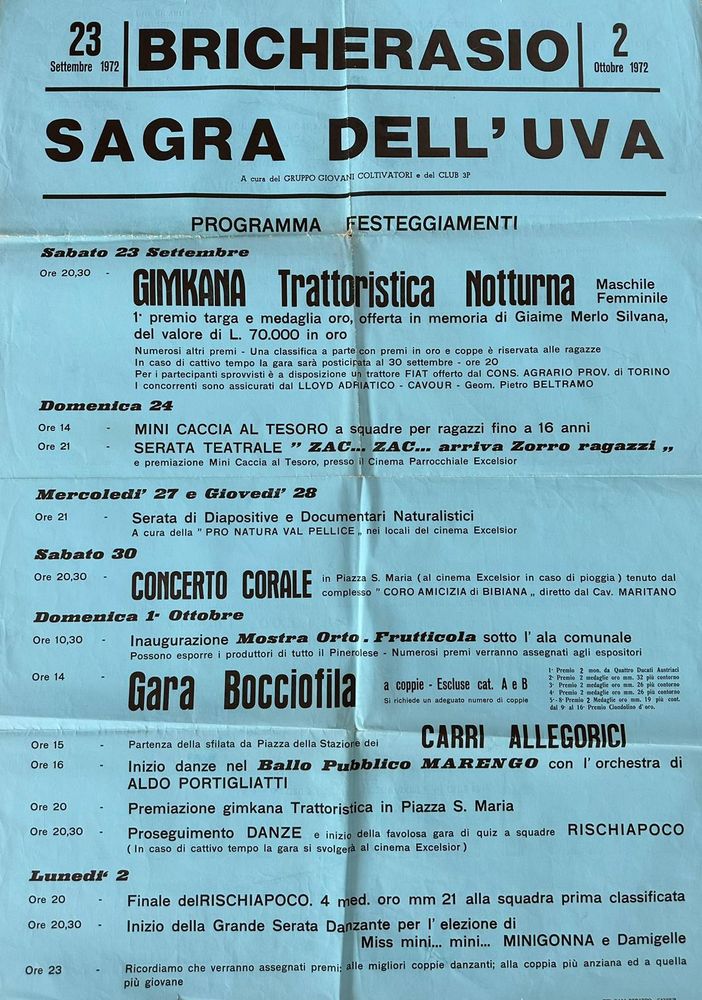 23
Settembre 1972
BRICHERASIO
2
Ottobre 1972
SAGRA DELL'UVA
A cura del GRUPPO GIOVANI COLTIVATORI e del CLUB 3P
PROGRAMMA FESTEGGIAMENTI
Sabato 23 Settembre
Ore 20,30 - GIMKANA Trattoristica Notturna Maschile Femminile
1° premio targa e medaglia oro, offerta in memoria di Giaime Merlo Silvana,
del valore di L. 70.000 in oro
Numerosi altri premi - Una classifica a parte con premi in oro e coppe è riservata alle ragazze
In caso di cattivo tempo la gara sarà posticipata al 30 settembre - ore 20
Per i partecipanti sprovvisti è a disposizione un trattore FIAT offerto dal CONS. AGRARIO PROV. di TORINO
I concorrenti sono assicurati dal LLOYD ADRIATICO - CAVOUR - Geom. Pietro BELTRAMO
Domenica 24
Ore 14 - MINI CACCIA AL TESORO a squadre per ragazzi fino a 16 anni
Ore 21 - SERATA TEATRALE " ZAC... ZAC... arriva Zorro ragazzi „
e premiazione Mini Caccia al Tesoro, presso il Cinema Parrocchiale Excelsior
Mercoledi' 27 e Giovedi' 28
Ore 21 - Serata di Diapositive e Documentari Naturalistici
A cura della " PRO NATURA VAL PELLICE „ nei locali del cinema Excelsior
Sabato 30
Ore 20,30 - CONCERTO CORALE in Piazza S. Maria ( al cinema Excelsior in caso di pioggia ) tenuto dal
complesso " CORO AMICIZIA di BIBIANA „ diretto dal Cav. MARITANO
Domenica 1° Ottobre
Ore 10,30 - Inaugurazione Mostra Orto - Frutticola sotto l' ala comunale
Possono esporre i produttori di tutto il Pinerolese - Numerosi premi verranno assegnati agli espositori
Ore 14 - Gara Bocciofila a coppie - Escluse cat. A e B
Si richiede un adeguato numero di coppie
1° Premio 2 mon. da Quattro Ducati Austriaci
2° Premio 2 medaglie oro mm. 32 più contorno
3° Premio 2 medaglie oro mm. 26 più contorno
4° Premio 2 medaglie oro mm. 26 più contorno
5°-8° Premio 2 Medaglie oro mm. 19 più cont.
dal 9° al 16° Premio Ciondolino d'oro.
Ore 15 - Partenza della sfilata da Piazza della Stazione dei CARRI ALLEGORICI
Ore 16 - Inizio danze nel Ballo Pubblico MARENGO con l' orchestra di
ALDO PORTIGLIATTI
Ore 20 - Premiazione gimkana Trattoristica in Piazza S. Maria
Ore 20,30 - Proseguimento DANZE e inizio della favolosa gara di quiz a squadre RISCHIAPOCO
( In caso di cattivo tempo la gara si svolgerà al cinema Excelsior )
Lunedi' 2
Ore 20 - Finale delRISCHIAPOCO. 4 med. oro mm 21 alla squadra prima classificata
Ore 20,30 - Inizio della Grande Serata Danzante per l' elezione di
Miss mini... mini... MINIGONNA e Damigelle
Ore 23 - Ricordiamo che verranno assegnati premi: alle migliori coppie danzanti; alla coppia più anziana ed a quella
più giovane